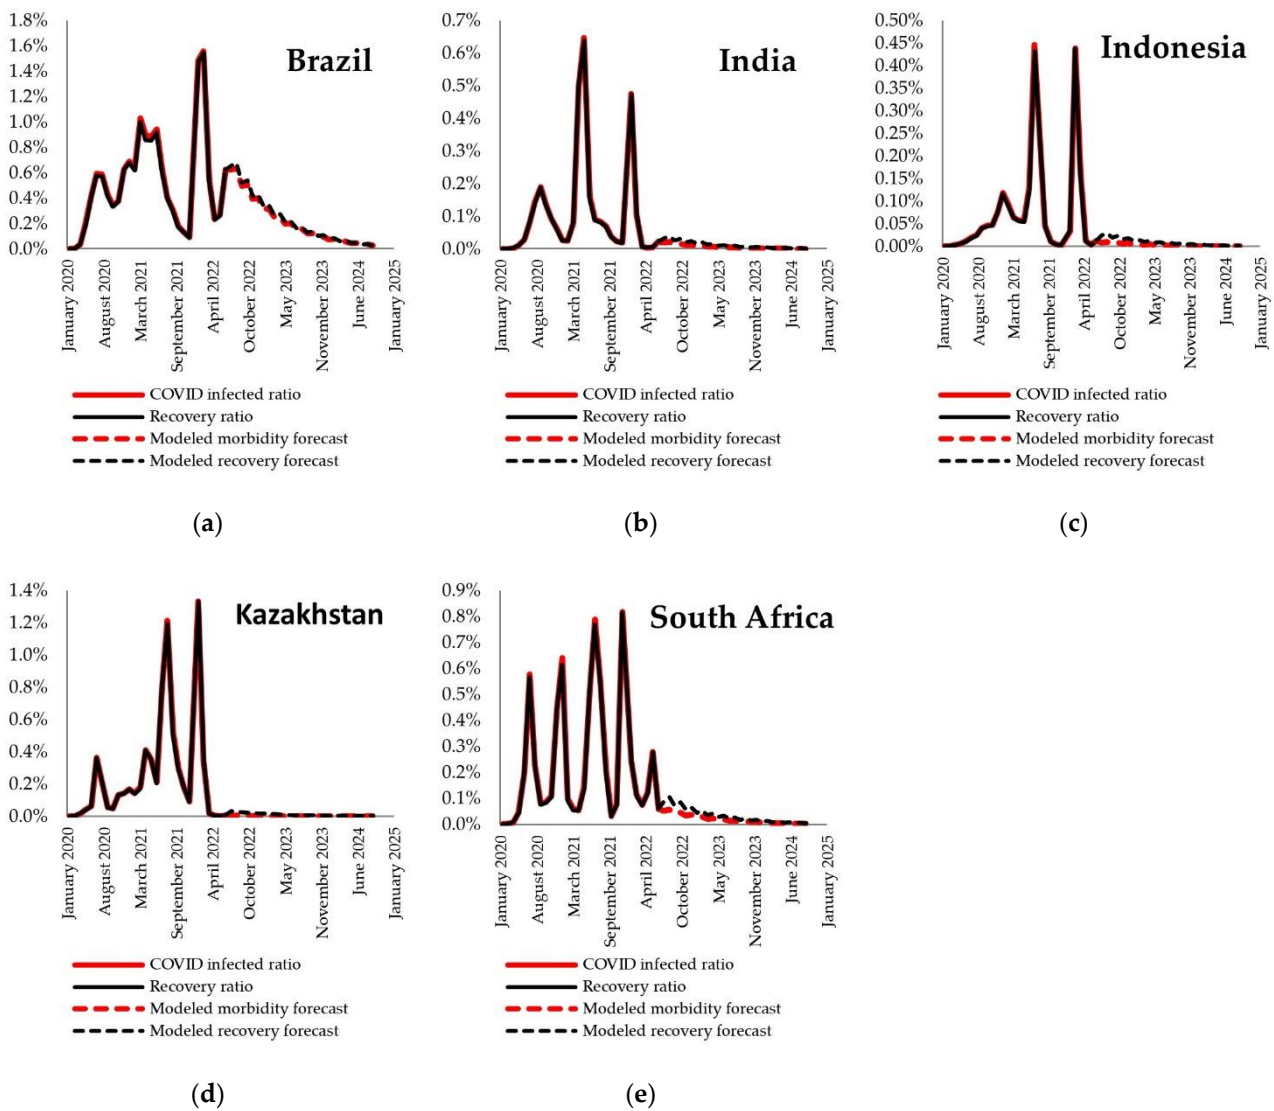 Brazil
1.8%
1.6%
1.4%
1.2%
1.0%
0.8%
0.6%
0.4%
0.2%
0.0%
January 2020
August 2020
March 2021
September 2021
April 2022
October 2022
May 2023
November 2023
June 2024
January 2025
COVID infected ratio
Recovery ratio
Modeled morbidity forecast
Modeled recovery forecast
(a)
India
0.7%
0.6%
0.5%
0.4%
0.3%
0.2%
0.1%
0.0%
January 2020
August 2020
March 2021
September 2021
April 2022
October 2022
May 2023
November 2023
June 2024
January 2025
COVID infected ratio
Recovery ratio
Modeled morbidity forecast
Modeled recovery forecast
(b)
Indonesia
0.50%
0.45%
0.40%
0.35%
0.30%
0.25%
0.20%
0.15%
0.10%
0.05%
0.00%
January 2020
August 2020
March 2021
September 2021
April 2022
October 2022
May 2023
November 2023
June 2024
January 2025
COVID infected ratio
Recovery ratio
Modeled morbidity forecast
Modeled recovery forecast
(c)
Kazakhstan
1.4%
1.2%
1.0%
0.8%
0.6%
0.4%
0.2%
0.0%
January 2020
August 2020
March 2021
September 2021
April 2022
October 2022
May 2023
November 2023
June 2024
January 2025
COVID infected ratio
Recovery ratio
Modeled morbidity forecast
Modeled recovery forecast
(d)
South Africa
0.9%
0.8%
0.7%
0.6%
0.5%
0.4%
0.3%
0.2%
0.1%
0.0%
January 2020
August 2020
March 2021
September 2021
April 2022
October 2022
May 2023
November 2023
June 2024
January 2025
COVID infected ratio
Recovery ratio
Modeled morbidity forecast
Modeled recovery forecast
(e)